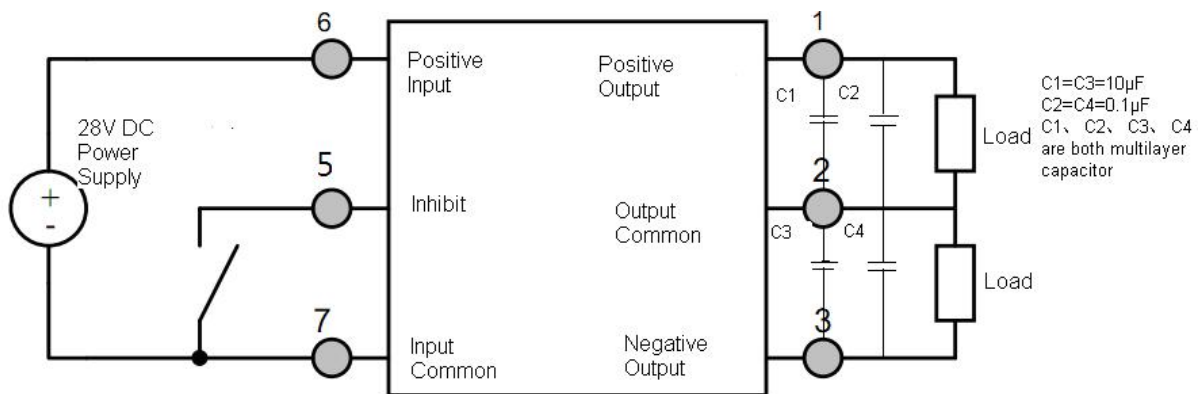 6
1
Positive
Input
Positive
Output
C1
C2
C1=C3=10μF
C2=C4=0.1μF
C1、 C2、 C3、 C4
are both multilayer
capacitor
Load
28V DC
Power
Supply
+
-
5
2
Inhibit
Output
Common
C3
C4
Load
7
3
Input
Common
Negative
Output